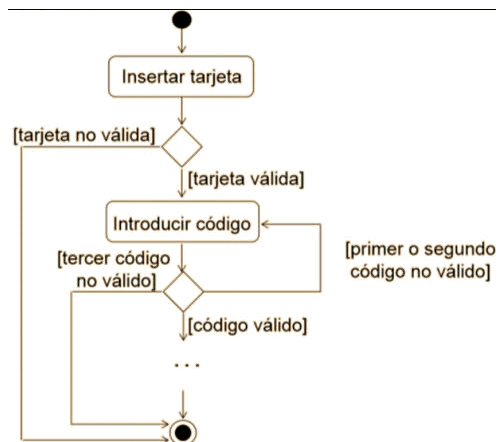 Insertar tarjeta
[tarjeta no válida]
[tarjeta válida]
Introducir código
[primer o segundo
código no válido]
[tercer código
no válido]
[código válido]
...